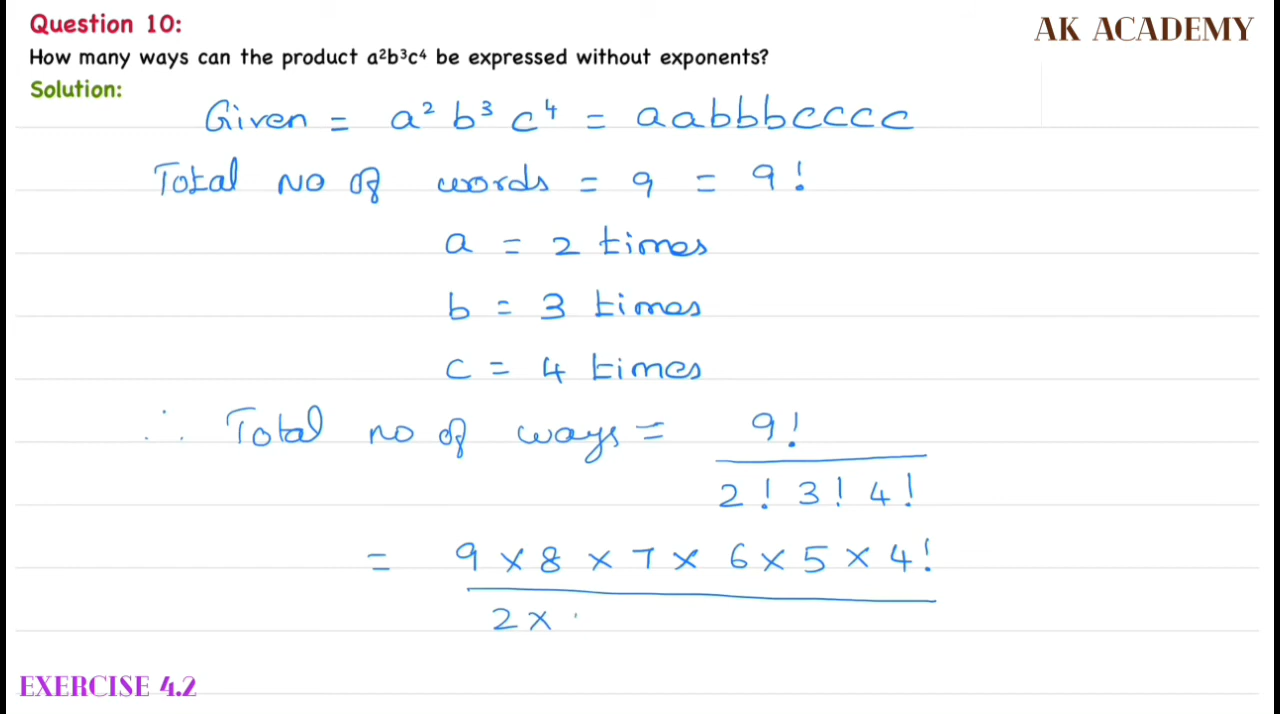 Question 10:
AK ACADEMY
How many ways can the product a²b³c⁴ be expressed without exponents?
Solution:
Given = a² b³ c⁴ = aabbbcccc
Total no of words = 9 = 9!
a = 2 times
b = 3 times
c = 4 times
∴ Total no of ways = 9!
2! 3! 4!
= 9 × 8 × 7 × 6 × 5 × 4!
2 ×
EXERCISE 4.2